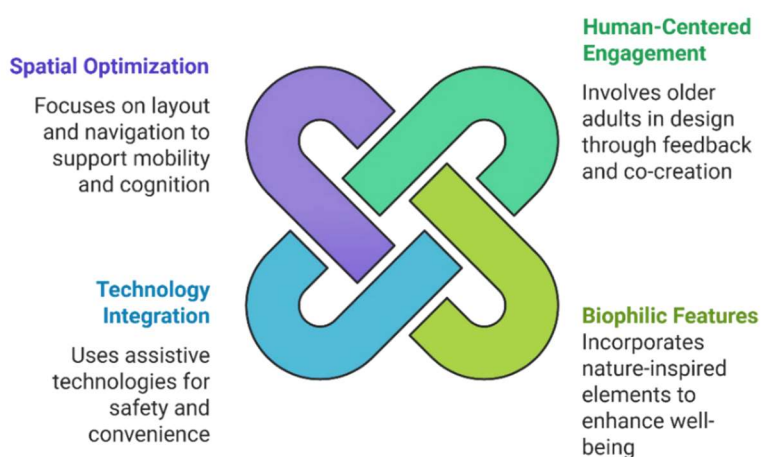 Spatial Optimization
Focuses on layout
and navigation to
support mobility
and cognition
Human-Centered
Engagement
Involves older
adults in design
through feedback
and co-creation
Technology
Integration
Uses assistive
technologies for
safety and
convenience
Biophilic Features
Incorporates
nature-inspired
elements to
enhance well-
being